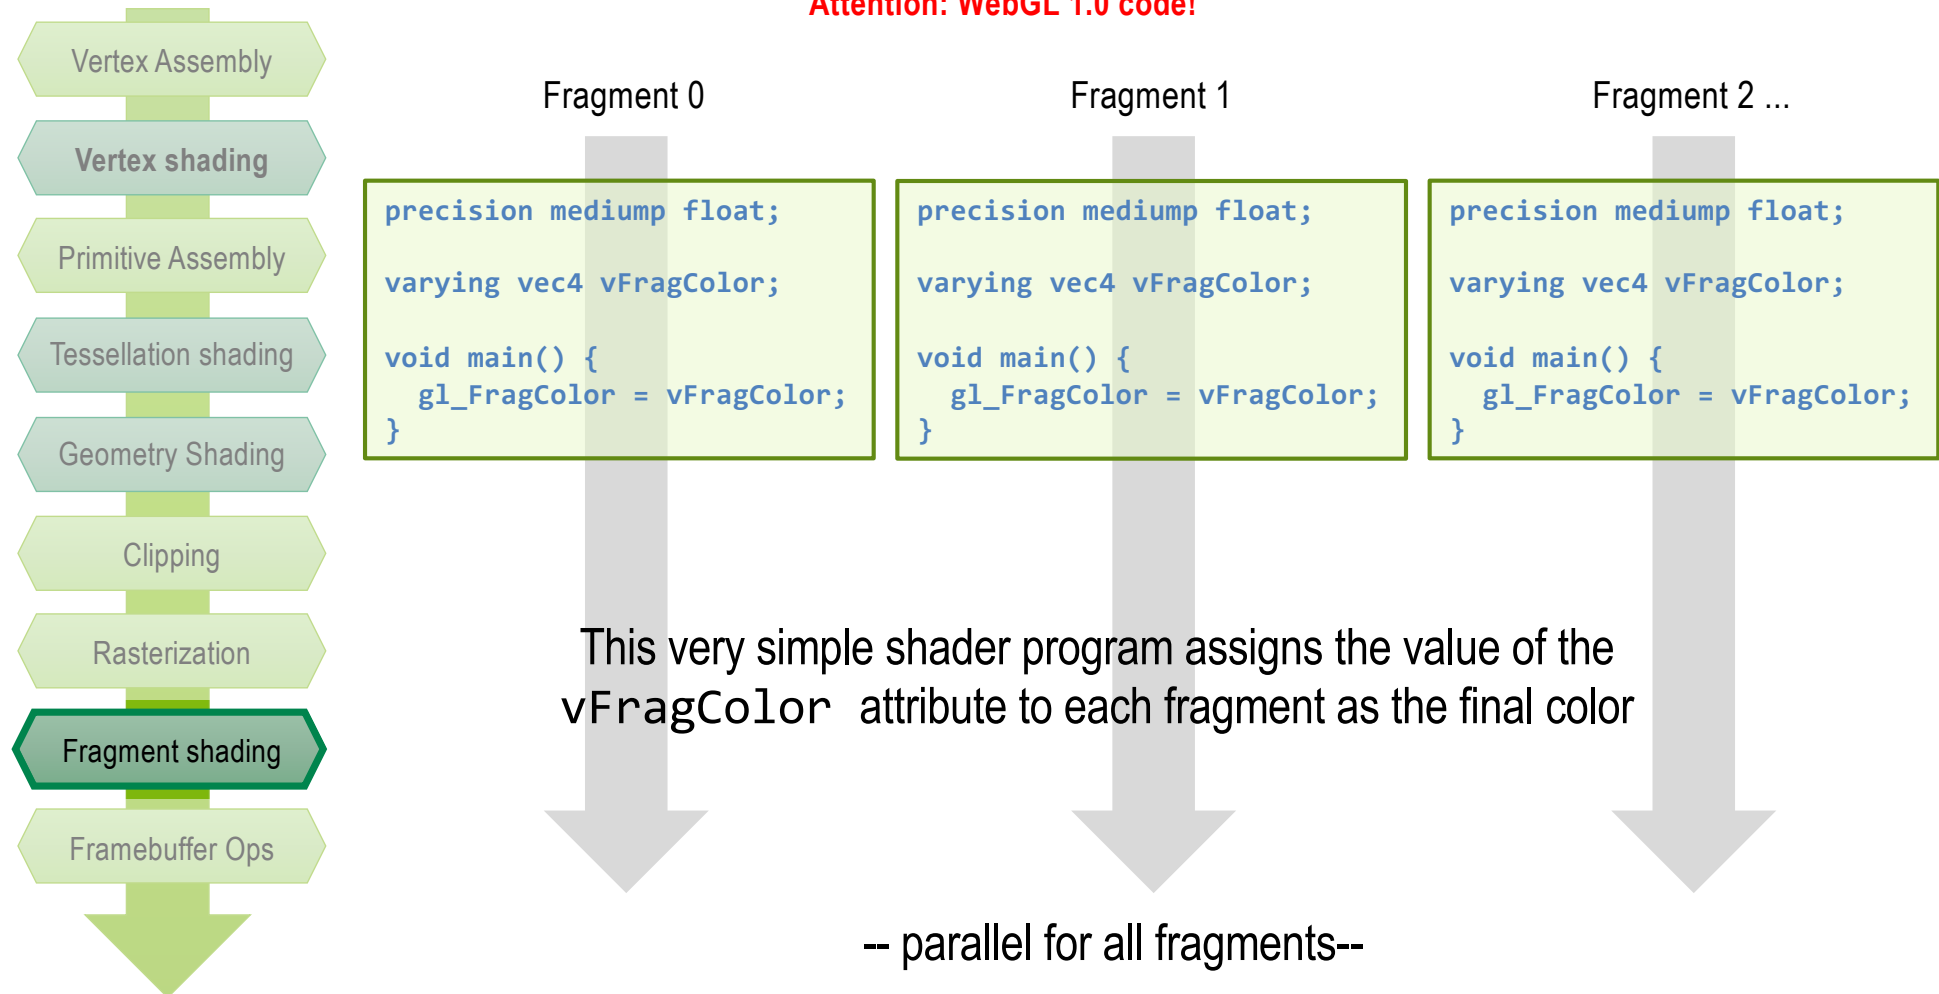 Attention: WebGL 1.0 code!
Vertex Assembly
Vertex shading
Primitive Assembly
Tessellation shading
Geometry Shading
Clipping
Rasterization
Fragment shading
Framebuffer Ops
Fragment 0
precision mediump float;
varying vec4 vFragColor;
void main() {
  gl_FragColor = vFragColor;
}
Fragment 1
precision mediump float;
varying vec4 vFragColor;
void main() {
  gl_FragColor = vFragColor;
}
Fragment 2 ...
precision mediump float;
varying vec4 vFragColor;
void main() {
  gl_FragColor = vFragColor;
}
This very simple shader program assigns the value of the
vFragColor attribute to each fragment as the final color
-- parallel for all fragments--